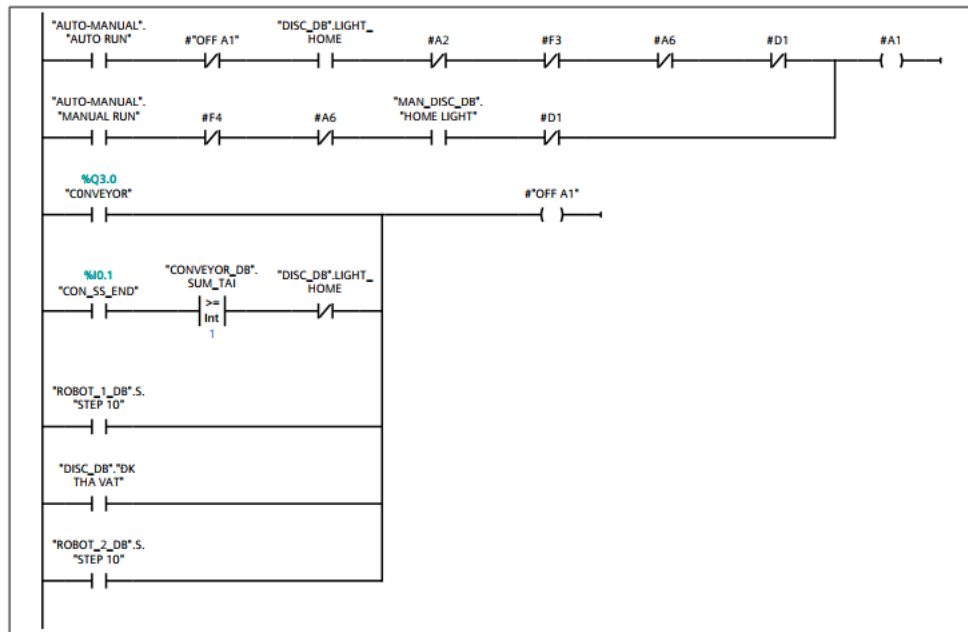 "AUTO-MANUAL".
"AUTO RUN"
#"OFF A1"
"DISC_DB".LIGHT_
HOME
#A2
#F3
#A6
#D1
#A1
"AUTO-MANUAL".
"MANUAL RUN"
#F4
#A6
"MAN_DISC_DB".
"HOME LIGHT"
#D1
%Q3.0
"C0NVEYOR"
#"OFF A1"
%I0.1
"CON_SS_END"
"CONVEYOR_DB".
SUM_TAI
>=
Int
1
"DISC_DB".LIGHT_
HOME
"ROBOT_1_DB".S.
"STEP 10"
"DISC_DB"."ĐK
THA VAT"
"ROBOT_2_DB".S.
"STEP 10"